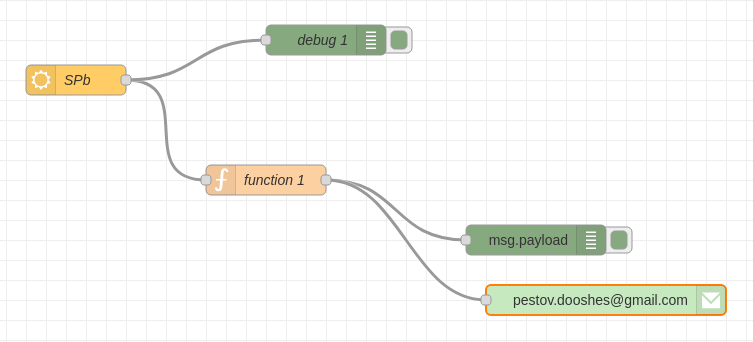 debug 1
SPb
function 1
msg.payload
pestov.dooshes@gmail.com